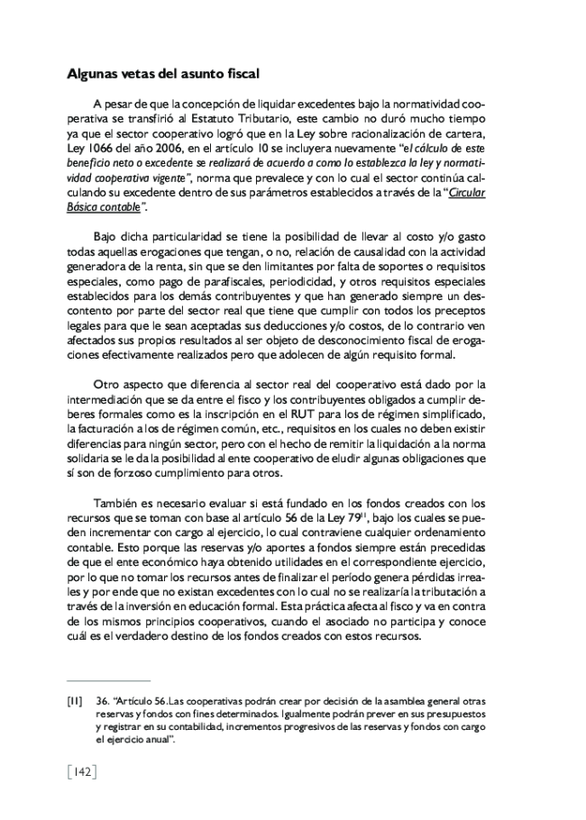 Algunas vetas del asunto fiscal
A pesar de que la concepción de liquidar excedentes bajo la normatividad coo-
perativa se transfirió al Estatuto Tributario, este cambio no duró mucho tiempo
ya que el sector cooperativo logró que en la Ley sobre racionalización de cartera,
Ley 1066 del año 2006, en el artículo 10 se incluyera nuevamente “el cálculo de este
beneficio neto o excedente se realizará de acuerdo a como lo establezca la ley y normati-
vidad cooperativa vigente”, norma que prevalece y con lo cual el sector continúa cal-
culando su excedente dentro de sus parámetros establecidos a través de la “Circular
Básica contable”.
Bajo dicha particularidad se tiene la posibilidad de llevar al costo y/o gasto
todas aquellas erogaciones que tengan, o no, relación de causalidad con la actividad
generadora de la renta, sin que se den limitantes por falta de soportes o requisitos
especiales, como pago de parafiscales, periodicidad, y otros requisitos especiales
establecidos para los demás contribuyentes y que han generado siempre un des-
contento por parte del sector real que tiene que cumplir con todos los preceptos
legales para que le sean aceptadas sus deducciones y/o costos, de lo contrario ven
afectados sus propios resultados al ser objeto de desconocimiento fiscal de eroga-
ciones efectivamente realizados pero que adolecen de algún requisito formal.
Otro aspecto que diferencia al sector real del cooperativo está dado por la
intermediación que se da entre el fisco y los contribuyentes obligados a cumplir de-
beres formales como es la inscripción en el RUT para los de régimen simplificado,
la facturación a los de régimen común, etc., requisitos en los cuales no deben existir
diferencias para ningún sector, pero con el hecho de remitir la liquidación a la norma
solidaria se le da la posibilidad al ente cooperativo de eludir algunas obligaciones que
sí son de forzoso cumplimiento para otros.
También es necesario evaluar si está fundado en los fondos creados con los
recursos que se toman con base al artículo 56 de la Ley 79¹¹, bajo los cuales se pue-
den incrementar con cargo al ejercicio, lo cual contraviene cualquier ordenamiento
contable. Esto porque las reservas y/o aportes a fondos siempre están precedidas
de que el ente económico haya obtenido utilidades en el correspondiente ejercicio,
por lo que no tomar los recursos antes de finalizar el período genera pérdidas irrea-
les y por ende que no existan excedentes con lo cual no se realizaría la tributación a
través de la inversión en educación formal. Esta práctica afecta al fisco y va en contra
de los mismos principios cooperativos, cuando el asociado no participa y conoce
cuál es el verdadero destino de los fondos creados con estos recursos.
[11] 36. “Artículo 56.Las cooperativas podrán crear por decisión de la asamblea general otras
reservas y fondos con fines determinados. Igualmente podrán prever en sus presupuestos
y registrar en su contabilidad, incrementos progresivos de las reservas y fondos con cargo
el ejercicio anual”.
[142]